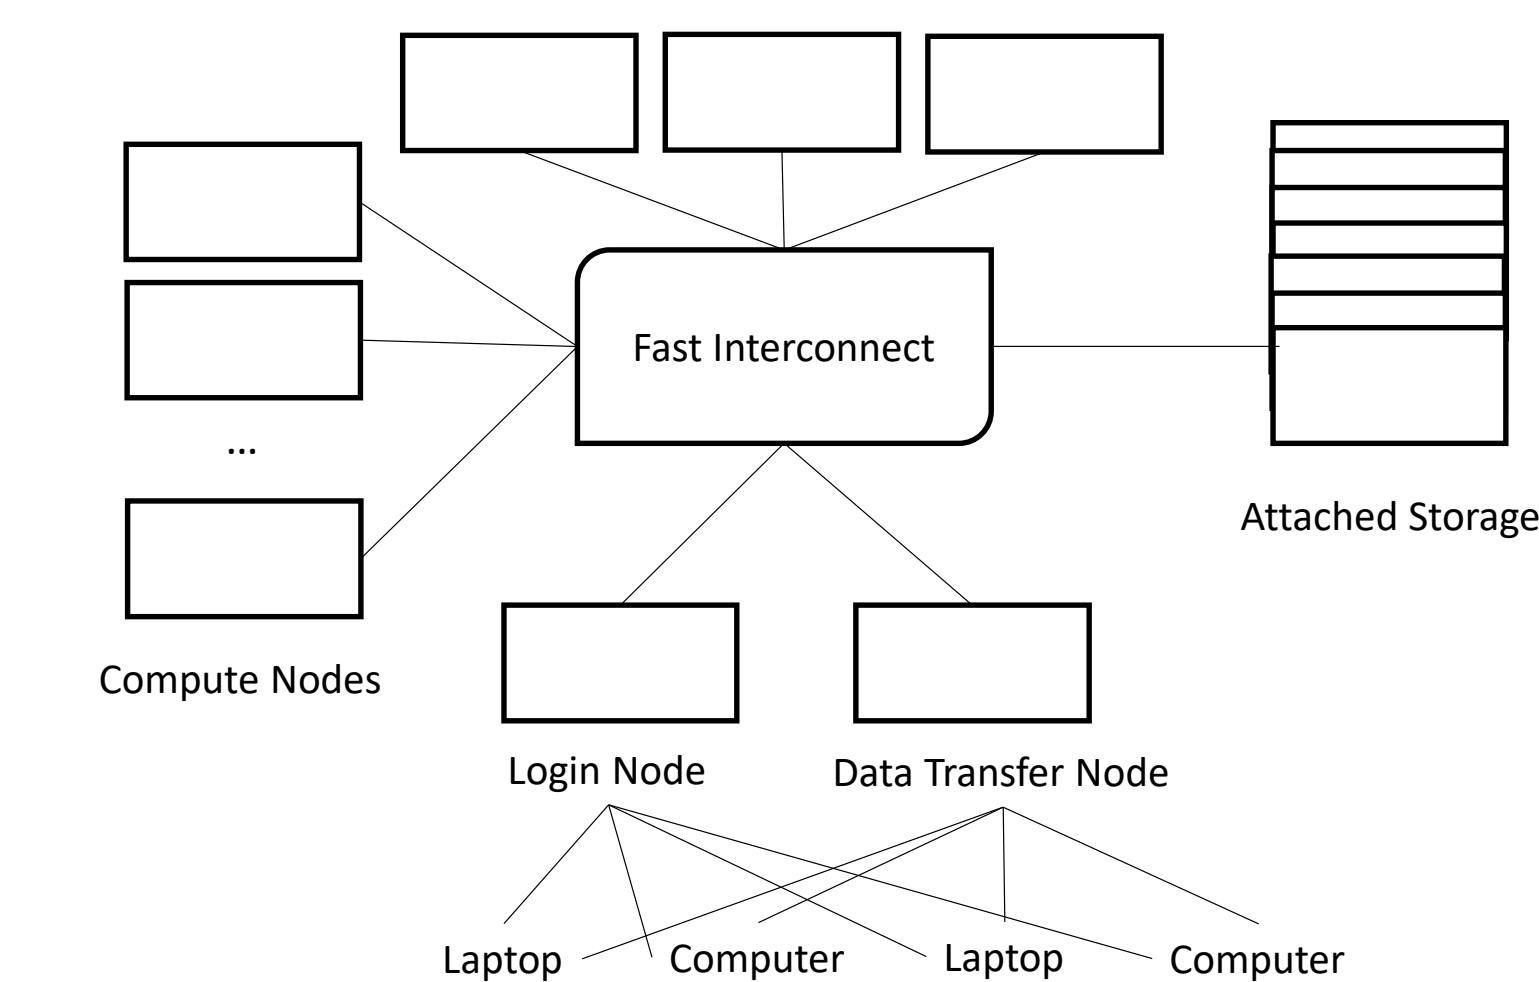 Fast Interconnect
...
Attached Storage
Compute Nodes
Login Node
Data Transfer Node
Laptop
Computer
Laptop
Computer